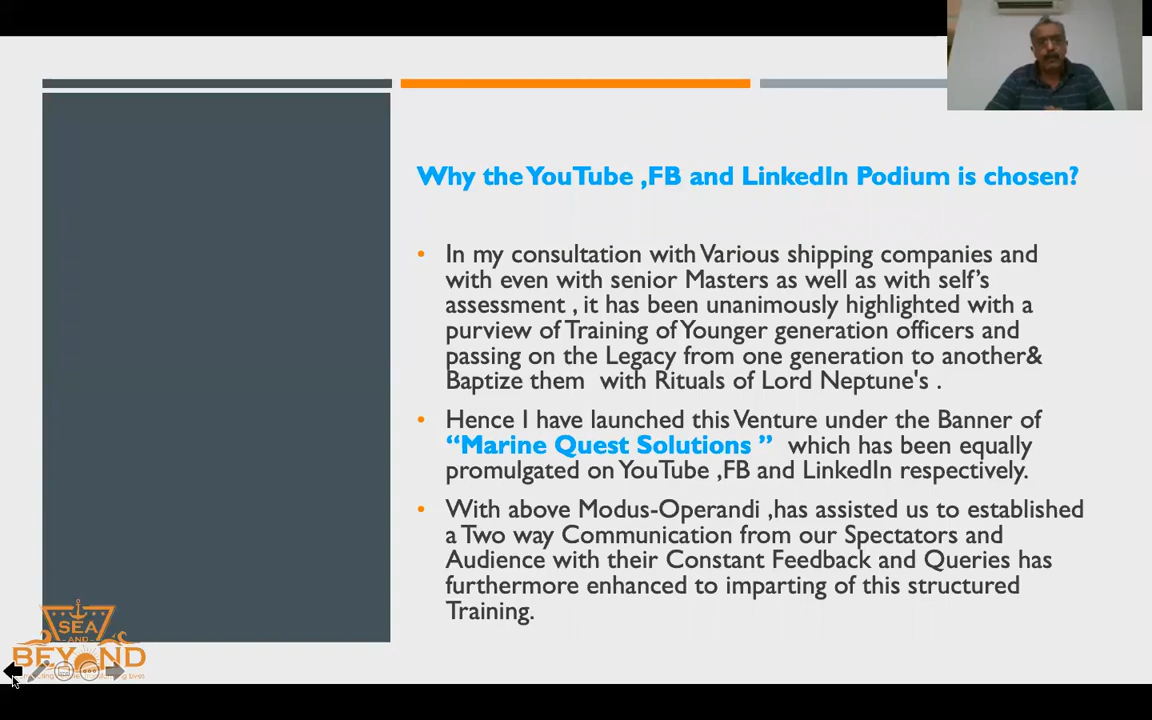 Why the YouTube ,FB and LinkedIn Podium is chosen?
• In my consultation with Various shipping companies and
with even with senior Masters as well as with self's
assessment , it has been unanimously highlighted with a
purview of Training of Younger generation officers and
passing on the Legacy from one generation to another&
Baptize them with Rituals of Lord Neptune's .
• Hence I have launched this Venture under the Banner of
“Marine Quest Solutions ” which has been equally
promulgated on YouTube ,FB and LinkedIn respectively.
• With above Modus-Operandi ,has assisted us to established
a Two way Communication from our Spectators and
Audience with their Constant Feedback and Queries has
furthermore enhanced to imparting of this structured
Training.
SEA
AND
BEYOND
lives